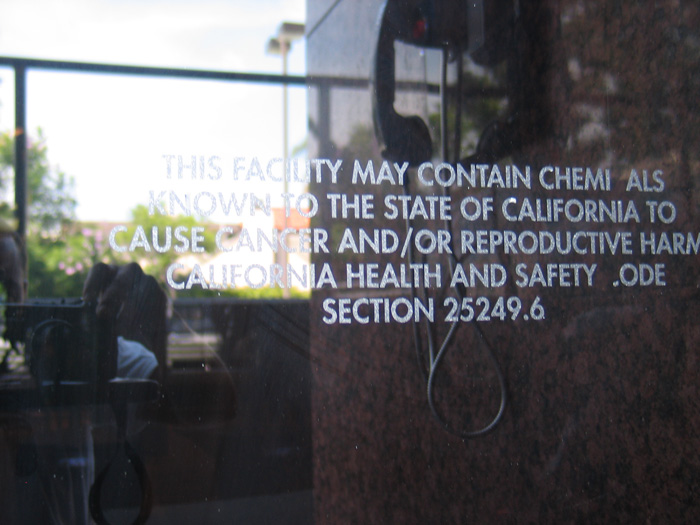 THIS FACILITY MAY CONTAIN CHEMI ALS
KNOWN TO THE STATE OF CALIFORNIA TO
CAUSE CANCER AND/OR REPRODUCTIVE HARM
CALIFORNIA HEALTH AND SAFETY .ODE
SECTION 25249.6